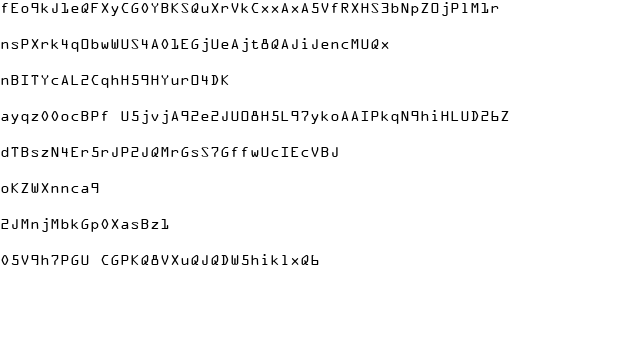 fEo9kJ1eQFXyCG0YBKSQuXrVkCxxAxA5VfRXHS3bNpZOjP1M1r
nsPXrk4qObwWUS4A01EGjUeAjt8QAJiJencMUQx
nBITYcAL2CqhH59HYurO4DK
ayqz00ocBPf U5jvjA92e2JUO8H5L97ykoAAIPkqN9hiHLUD26Z
dTBszN4Er5rJP2JQMrGsS7GffwUcIEcVBJ
oKZWXnnca9
2JMnjMbkGp0XasBz1
05V9h7PGU CGPKQ8VXuQJQDW5hik1xQ6